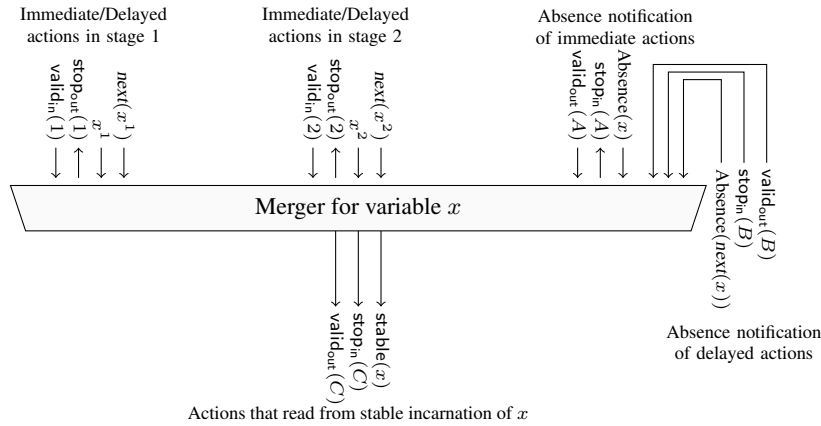 Immediate/Delayed
actions in stage 1
Immediate/Delayed
actions in stage 2
Absence notification
of immediate actions
valid_in(1)
stop_out(1)
x^1
next(x^1)
valid_in(2)
stop_out(2)
x^2
next(x^2)
valid_out(A)
stop_in(A)
Absence(x)
Merger for variable x
Absence(next(x))
stop_in(B)
valid_out(B)
valid_out(C)
stop_in(C)
stable(x)
Absence notification
of delayed actions
Actions that read from stable incarnation of x